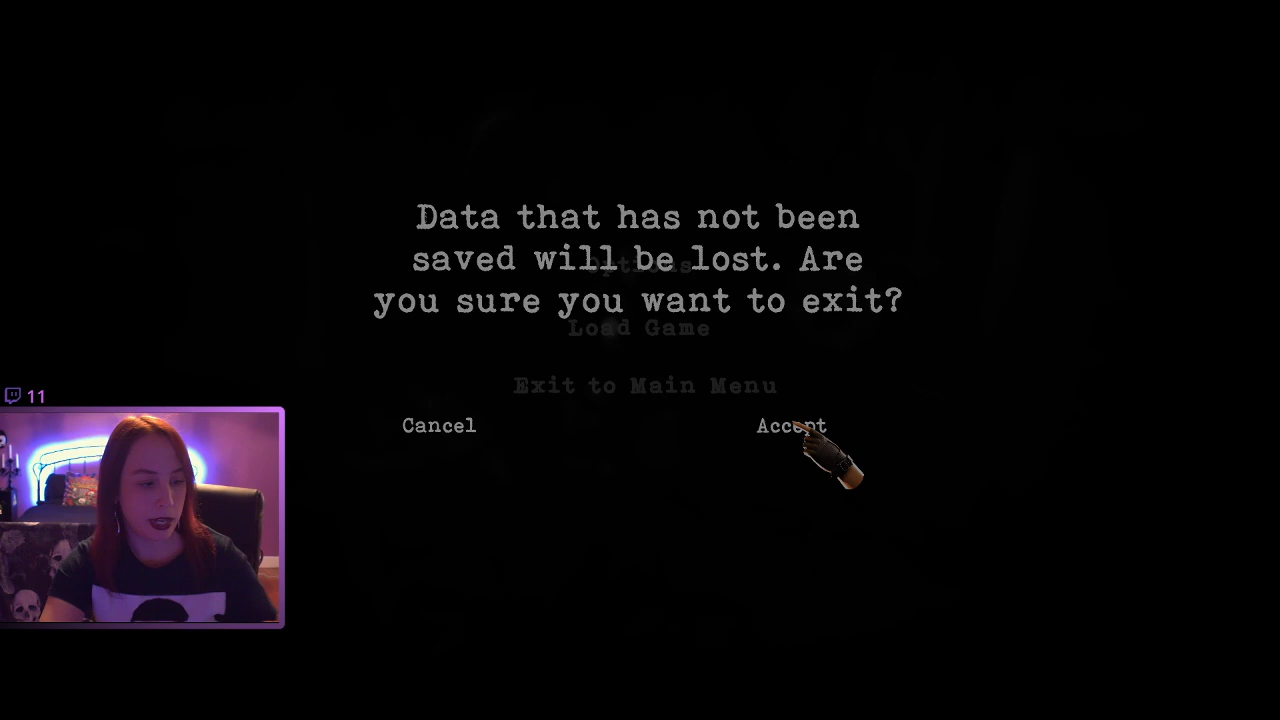 Data that has not been
saved will be lost. Are
you sure you want to exit?
Options
Load Game
Exit to Main Menu
Cancel
Accept
11